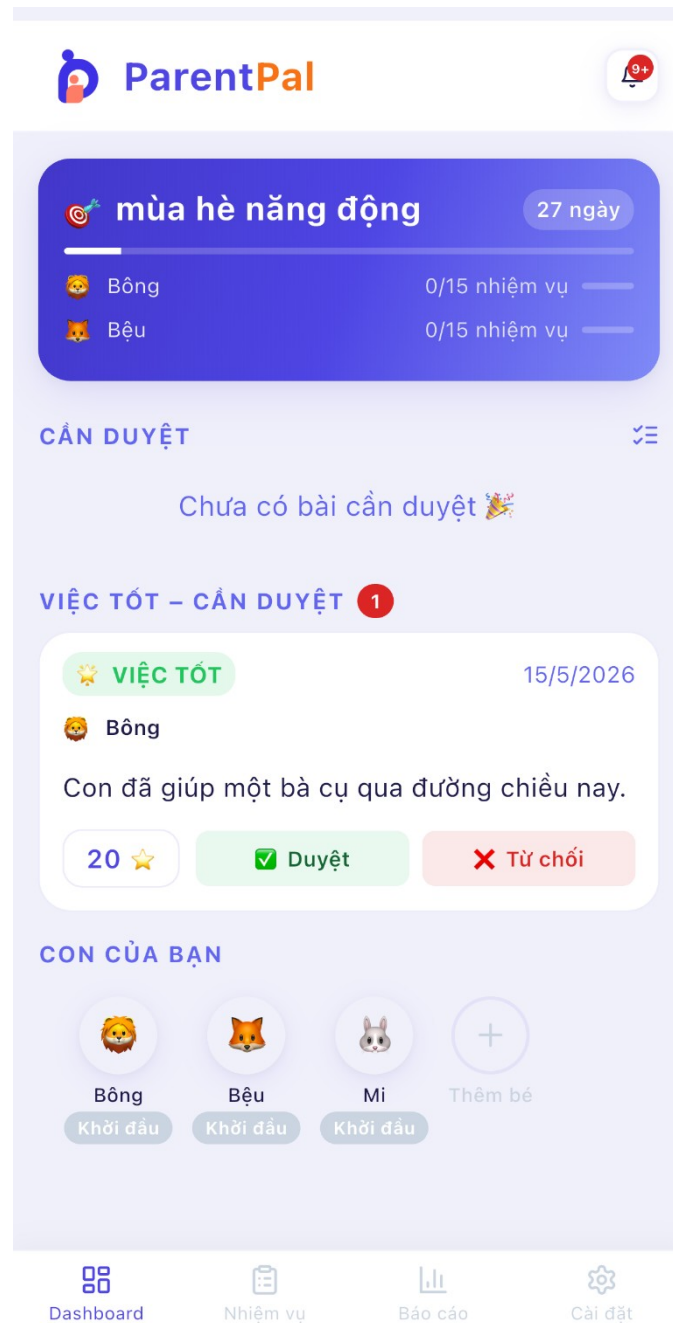 ParentPal
9+
mùa hè năng động
27 ngày
Bông 0/15 nhiệm vụ
Bệu 0/15 nhiệm vụ
CẦN DUYỆT
Chưa có bài cần duyệt 🎉
VIỆC TỐT – CẦN DUYỆT 1
🌟 VIỆC TỐT 15/5/2026
Bông
Con đã giúp một bà cụ qua đường chiều nay.
20 ⭐ ✅ Duyệt ❌ Từ chối
CON CỦA BẠN
Bông Bệu Mi Thêm bé
Khởi đầu Khởi đầu Khởi đầu
Dashboard Nhiệm vụ Báo cáo Cài đặt